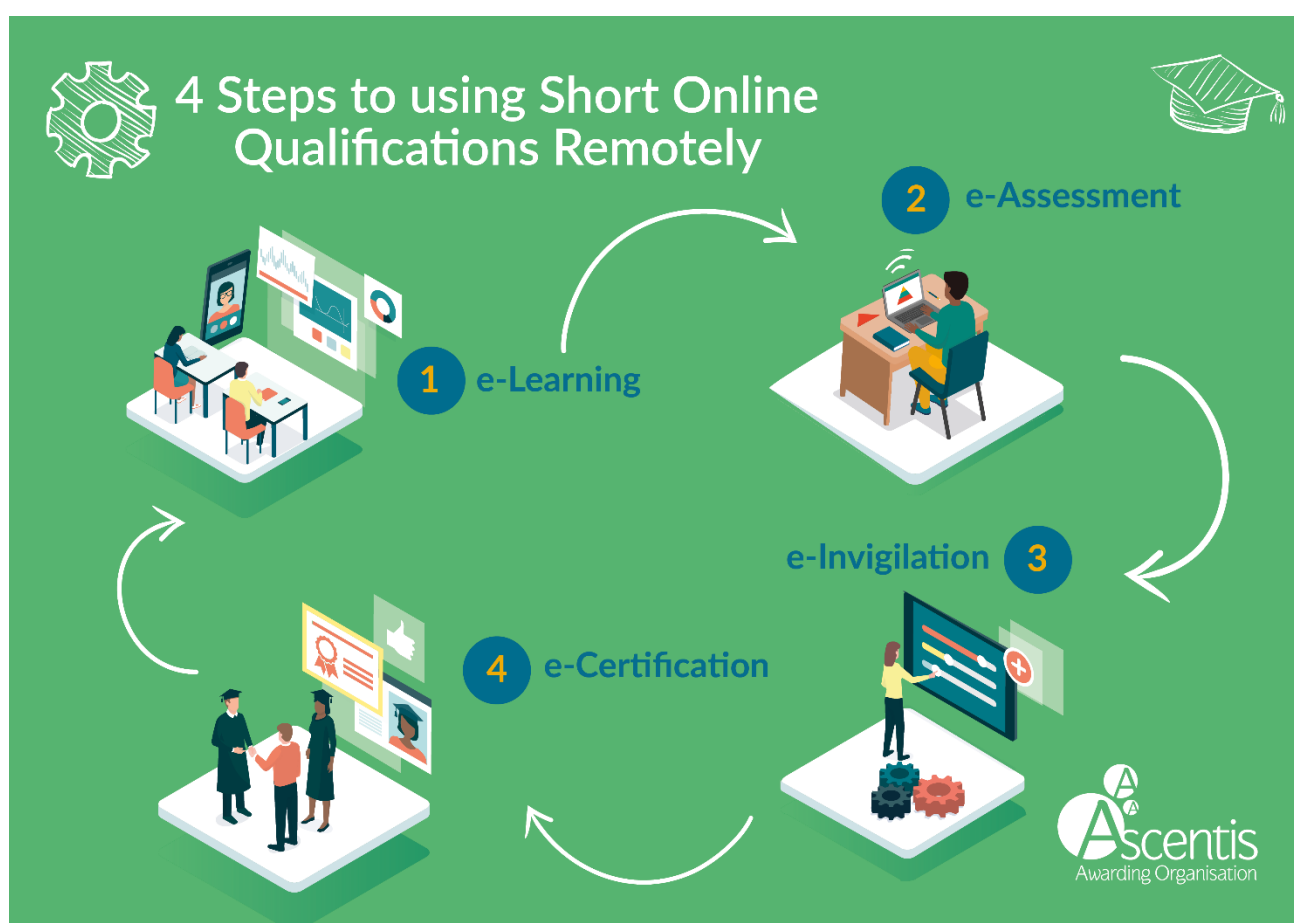 4 Steps to using Short Online
Qualifications Remotely
1 e-Learning
2 e-Assessment
e-Invigilation 3
4 e-Certification
A
A
Ascentis
Awarding Organisation